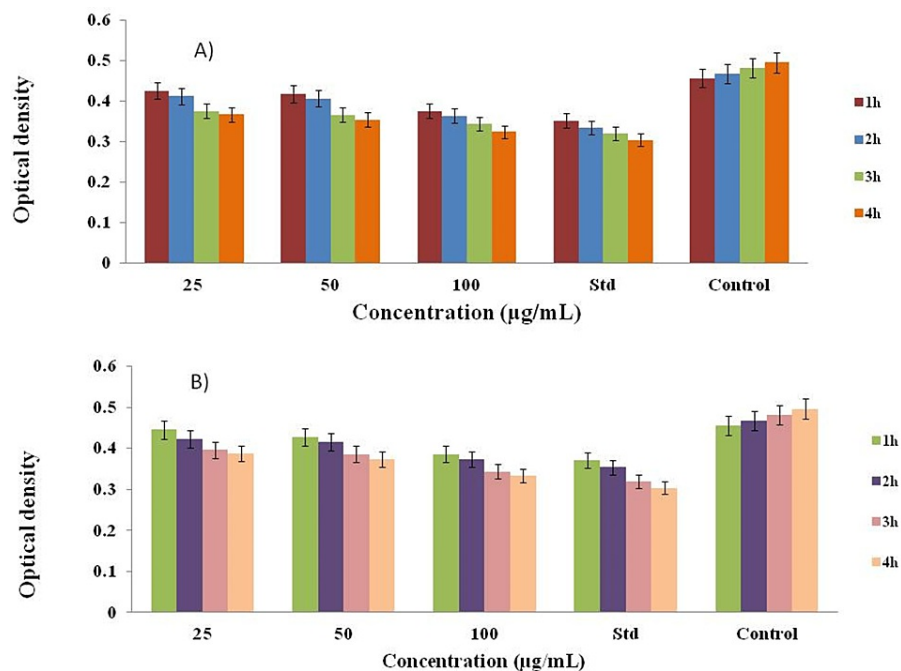 A)
Optical density
0.6
0.5
0.4
0.3
0.2
0.1
0
25 50 100 Std Control
Concentration (µg/mL)
1h
2h
3h
4h
B)
Optical density
0.6
0.5
0.4
0.3
0.2
0.1
0
25 50 100 Std Control
Concentration (µg/mL)
1h
2h
3h
4h